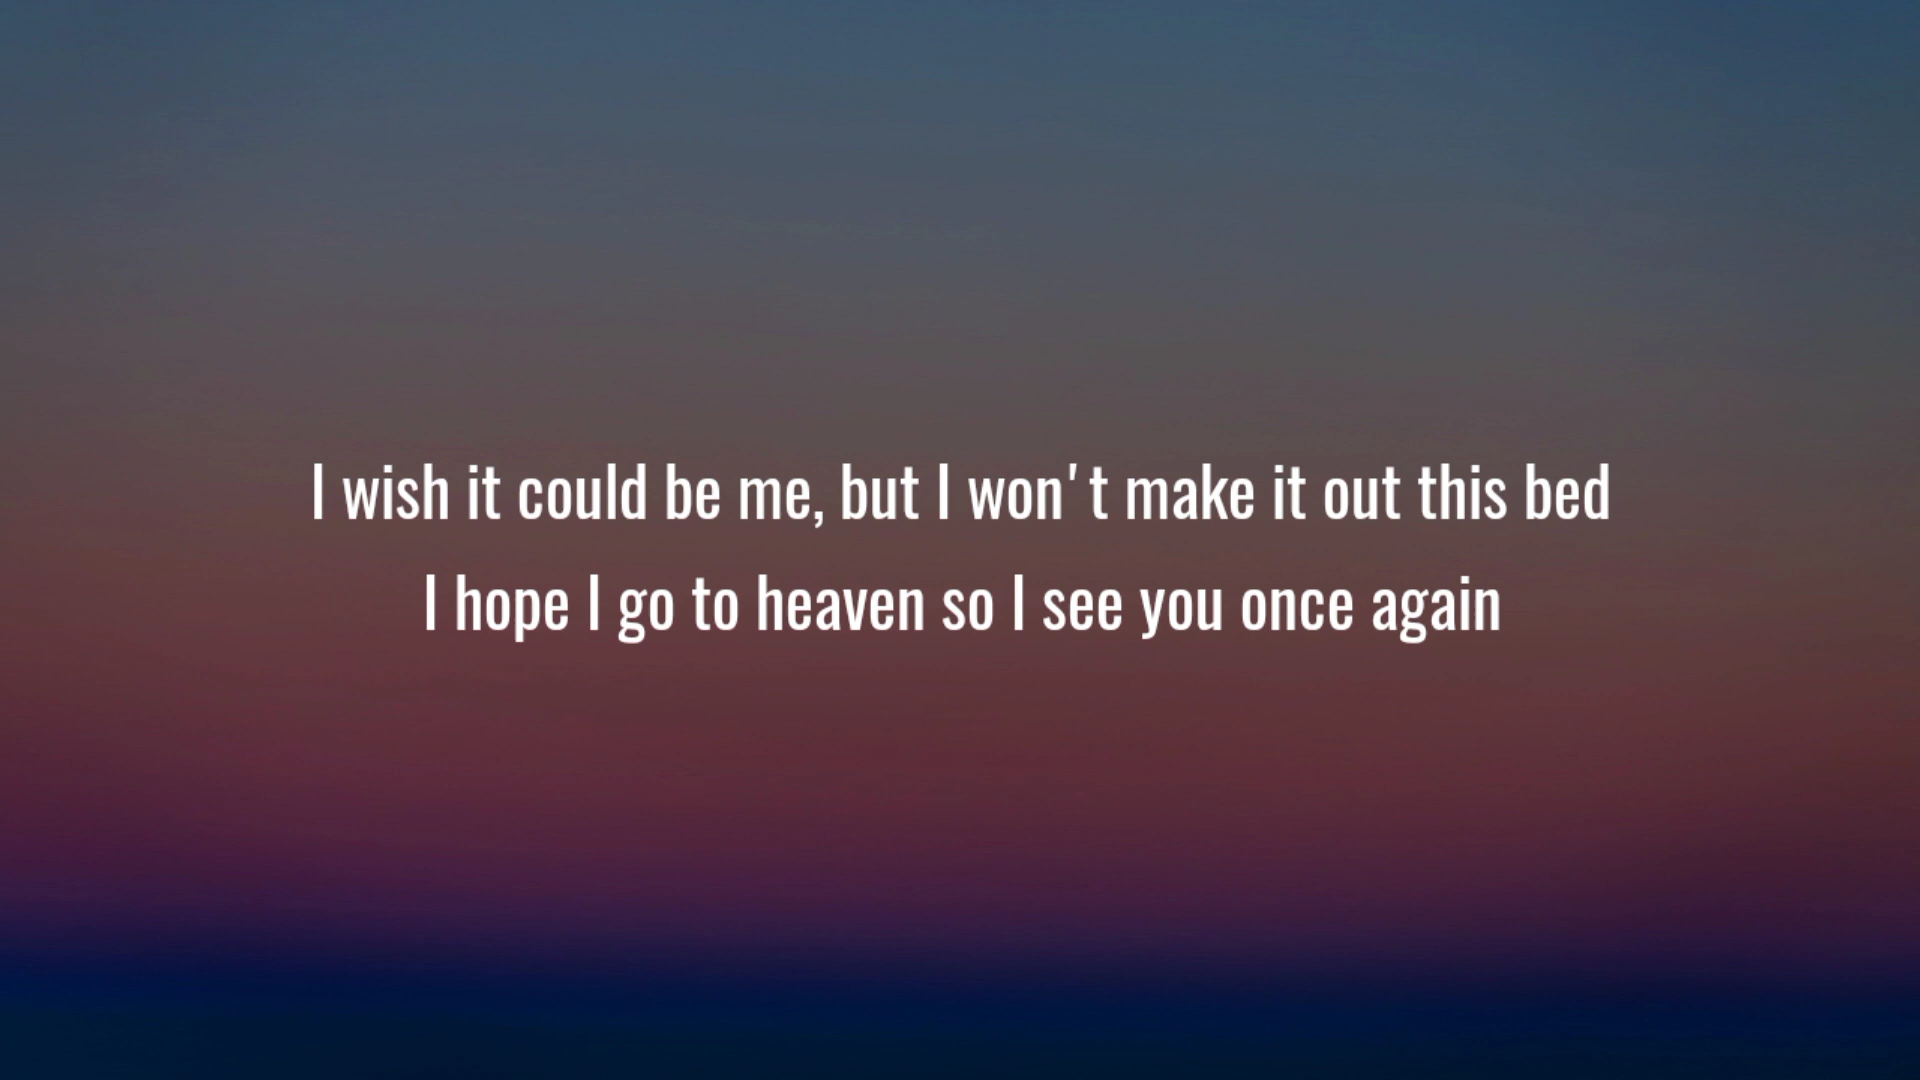 I wish it could be me, but I won't make it out this bed
I hope I go to heaven so I see you once again